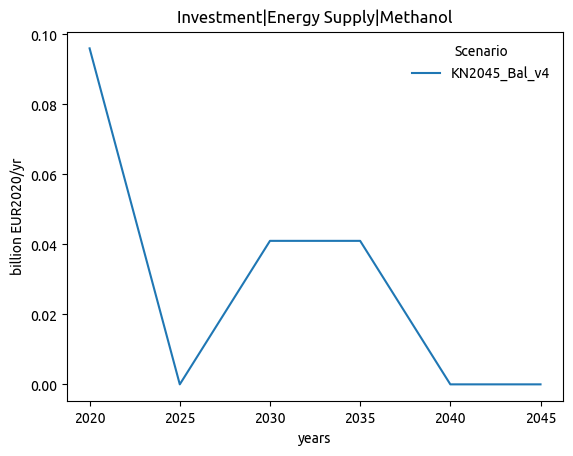 Investment|Energy Supply|Methanol
Scenario
KN2045_Bal_v4
billion EUR2020/yr
0.10
0.08
0.06
0.04
0.02
0.00
2020 2025 2030 2035 2040 2045
years